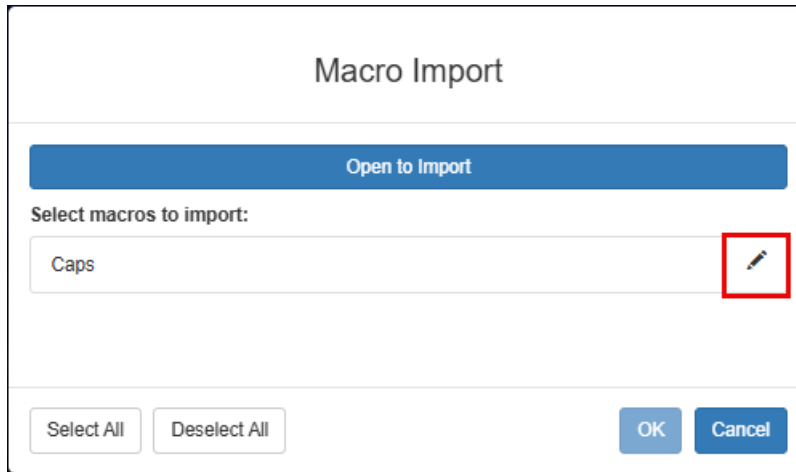 Macro Import
Open to Import
Select macros to import:
Caps
Select All Deselect All OK Cancel